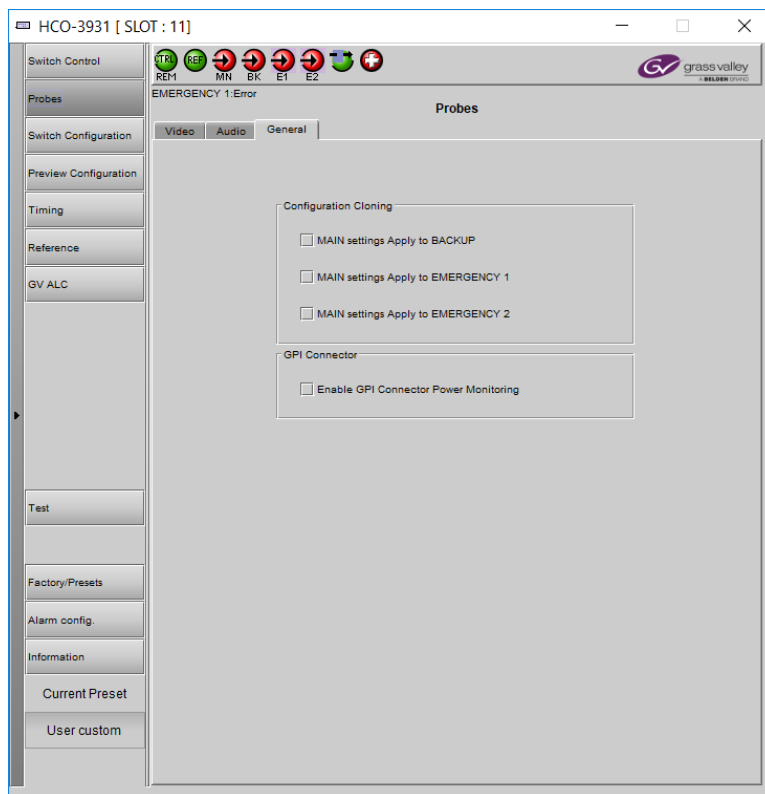 HCO-3931 [ SLOT : 11]
Switch Control
Probes
Switch Configuration
Preview Configuration
Timing
Reference
GV ALC
Test
Factory/Presets
Alarm config.
Information
Current Preset
User custom
CTRL
REM
REF
MN
BK
E1
E2
GV
grass valley
A BELDEN BRAND
EMERGENCY 1:Error
Probes
Video
Audio
General
Configuration Cloning
MAIN settings Apply to BACKUP
MAIN settings Apply to EMERGENCY 1
MAIN settings Apply to EMERGENCY 2
GPI Connector
Enable GPI Connector Power Monitoring